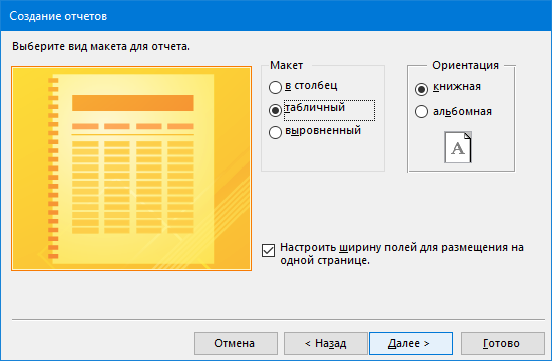 Создание отчетов
Выберите вид макета для отчета.
Макет
в столбец
табличный
выровненный
Ориентация
книжная
альбомная
A
Настроить ширину полей для размещения на
одной странице.
Отмена
< Назад
Далее >
Готово